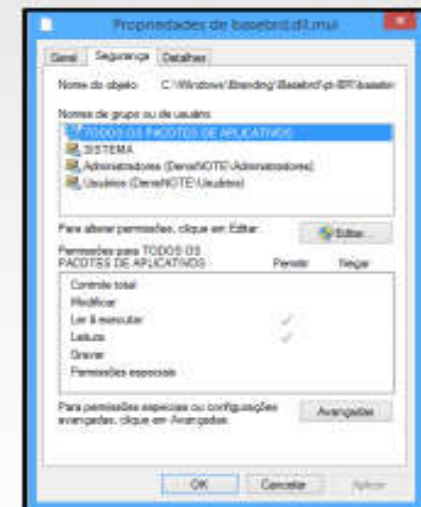 Propriedades de basebrd.dll.mui
Geral Segurança Detalhes
Nome do objeto: C:\Windows\Branding\Basebrd\pt-BR\basebr
Nomes de grupo ou de usuário:
TODOS OS PACOTES DE APLICATIVOS
SISTEMA
Administradores (DeniseNOTE\Administradores)
Usuários (DeniseNOTE\Usuários)
Para alterar permissões, clique em Editar.
Editar...
Permissões para TODOS OS
PACOTES DE APLICATIVOS Permitir Negar
Controle total
Modificar
Ler & executar
Leitura
Gravar
Permissões especiais
Para permissões especiais ou configurações
avançadas, clique em Avançadas.
Avançadas
OK Cancelar Aplicar